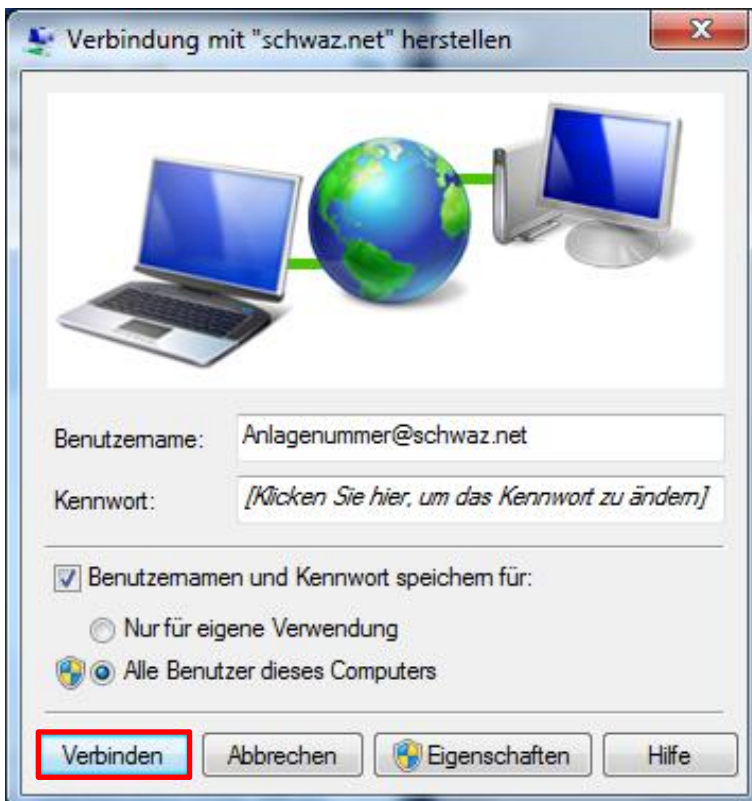 Verbindung mit "schwaz.net" herstellen
Benutzername: Anlagenummer@schwaz.net
Kennwort: [Klicken Sie hier, um das Kennwort zu ändern]
Benutzernamen und Kennwort speichern für:
Nur für eigene Verwendung
Alle Benutzer dieses Computers
Verbinden Abbrechen Eigenschaften Hilfe